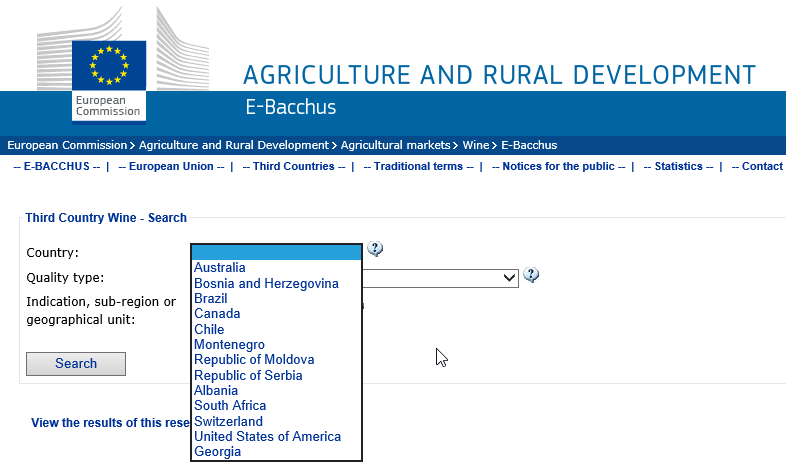 AGRICULTURE AND RURAL DEVELOPMENT
European
Commission
E-Bacchus
European Commission > Agriculture and Rural Development > Agricultural markets > Wine > E-Bacchus
-- E-BACCHUS -- | -- European Union -- | -- Third Countries -- | -- Traditional terms -- | -- Notices for the public -- | -- Statistics -- | -- Contact
Third Country Wine - Search
Country:
?
Quality type:
?
Indication, sub-region or
geographical unit:
Search
View the results of this rese
Australia
Bosnia and Herzegovina
Brazil
Canada
Chile
Montenegro
Republic of Moldova
Republic of Serbia
Albania
South Africa
Switzerland
United States of America
Georgia